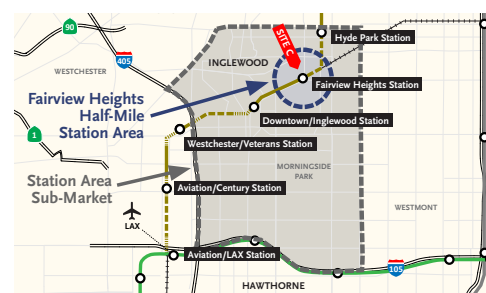 90
Hyde Park Station
SITE C
405
INGLEWOOD
WESTCHESTER
Fairview Heights Station
Fairview Heights
Half-Mile
Station Area
Downtown/Inglewood Station
1
Westchester/Veterans Station
MORNINGSIDE
PARK
Station Area
Sub-Market
Aviation/Century Station
WESTMONT
LAX
Aviation/LAX Station
105
HAWTHORNE